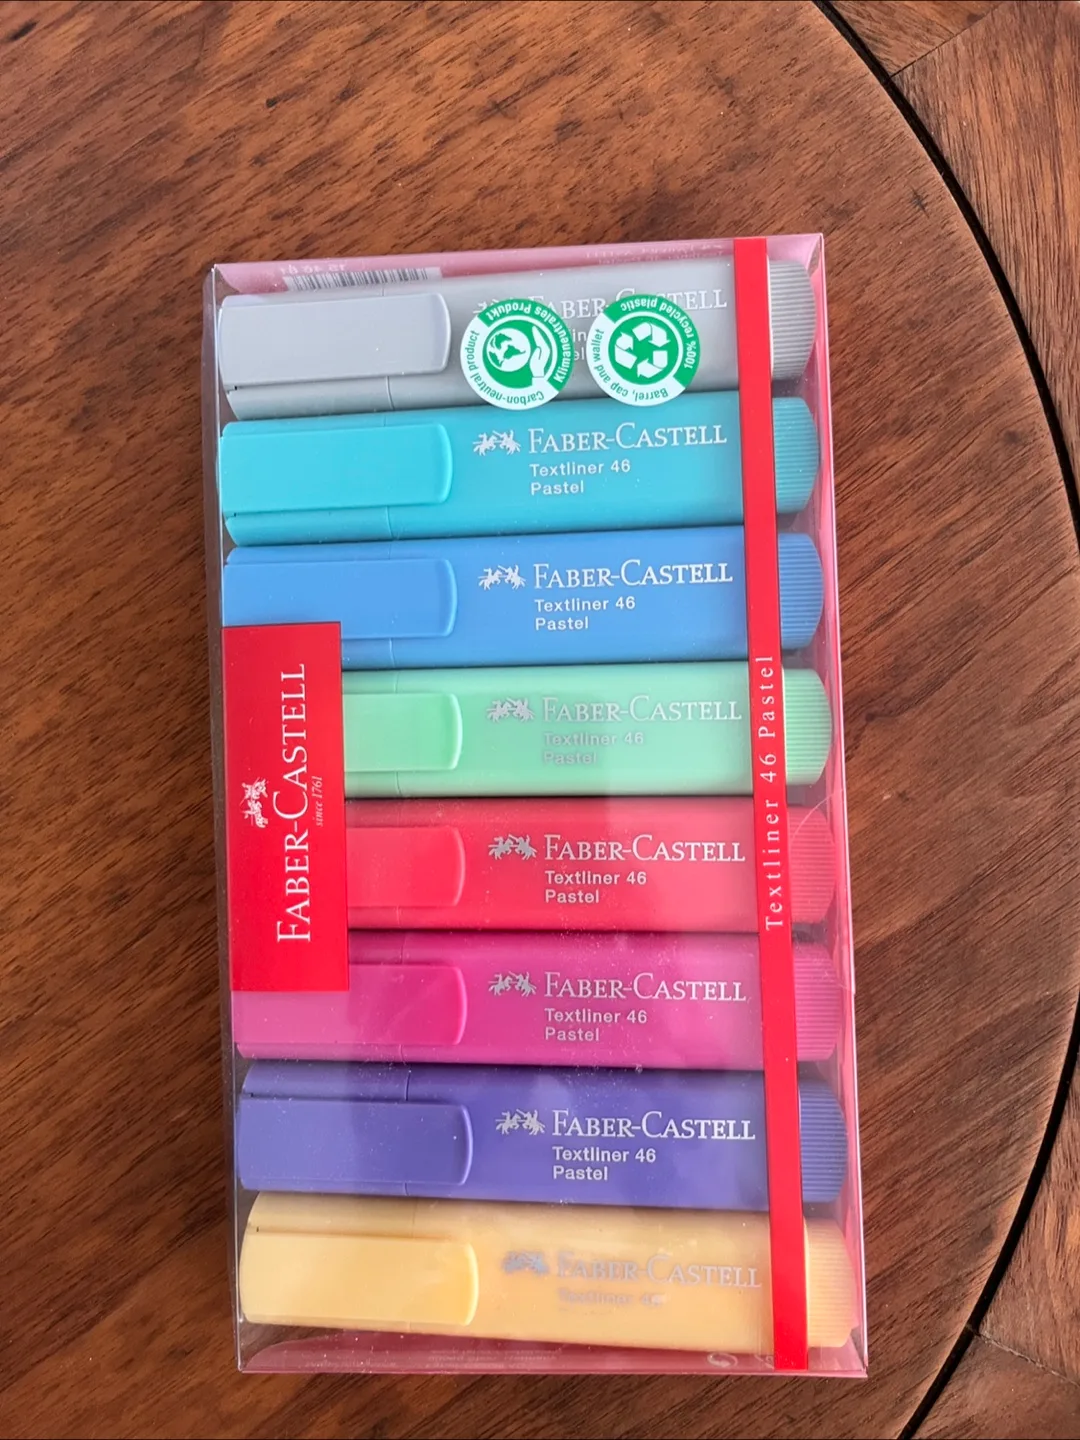 FABER-CASTELL
Klimaneutrales Produkt
Carbon-neutral product
100% recycled plastic
Barrel, cap and wallet
FABER-CASTELL
Textliner 46
Pastel
FABER-CASTELL
Textliner 46
Pastel
FABER-CASTELL
Textliner 46
Pastel
FABER-CASTELL
since 1761
Textliner 46 Pastel
FABER-CASTELL
Textliner 46
Pastel
FABER-CASTELL
Textliner 46
Pastel
FABER-CASTELL
Textliner 46
Pastel
FABER-CASTELL
Textliner 46